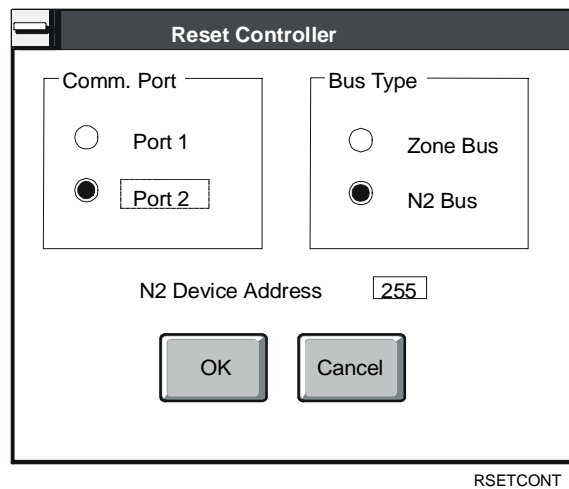 Reset Controller
Comm. Port
Bus Type
Port 1
Zone Bus
Port 2
N2 Bus
N2 Device Address 255
OK
Cancel
RSETCONT